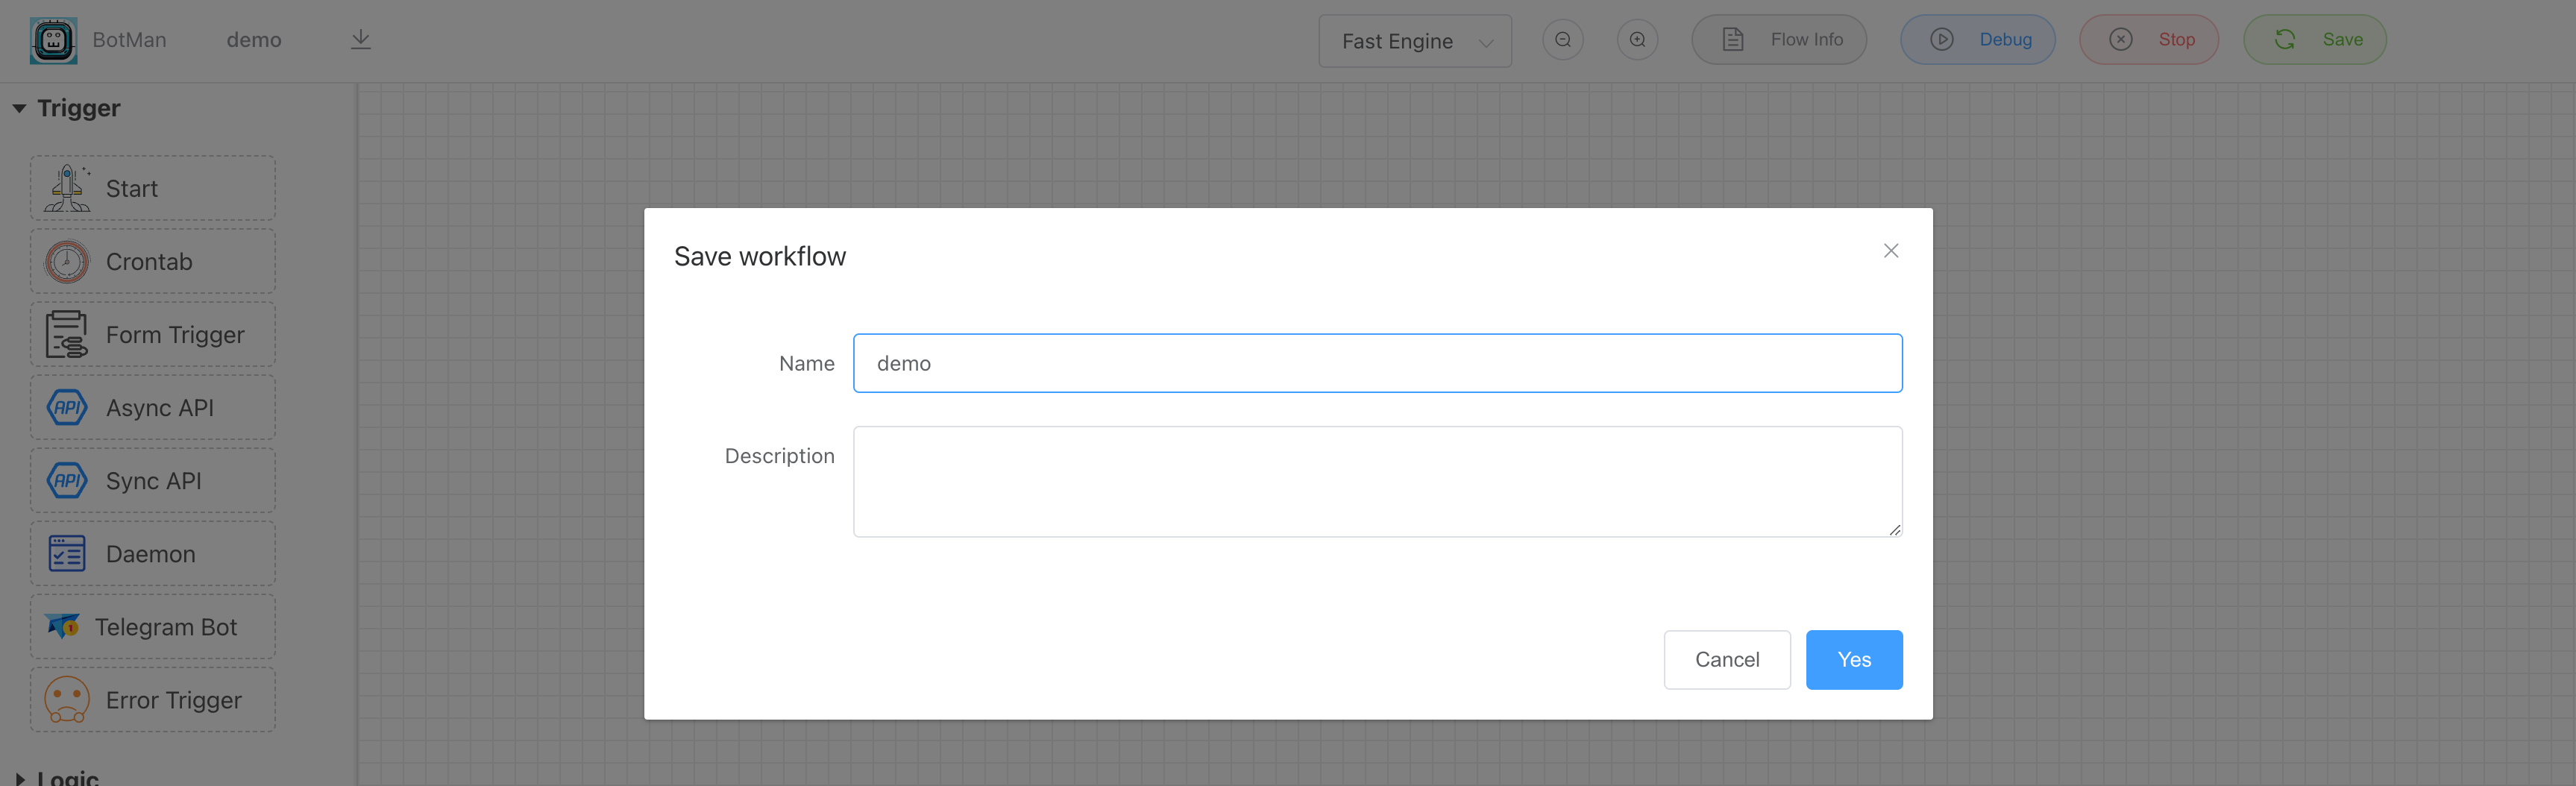 BotMan
demo
Fast Engine
Flow Info
Debug
Stop
Save
Trigger
Start
Crontab
Form Trigger
API
Async API
API
Sync API
Daemon
1
Telegram Bot
Error Trigger
Logic
Save workflow
Name
demo
Description
Cancel
Yes